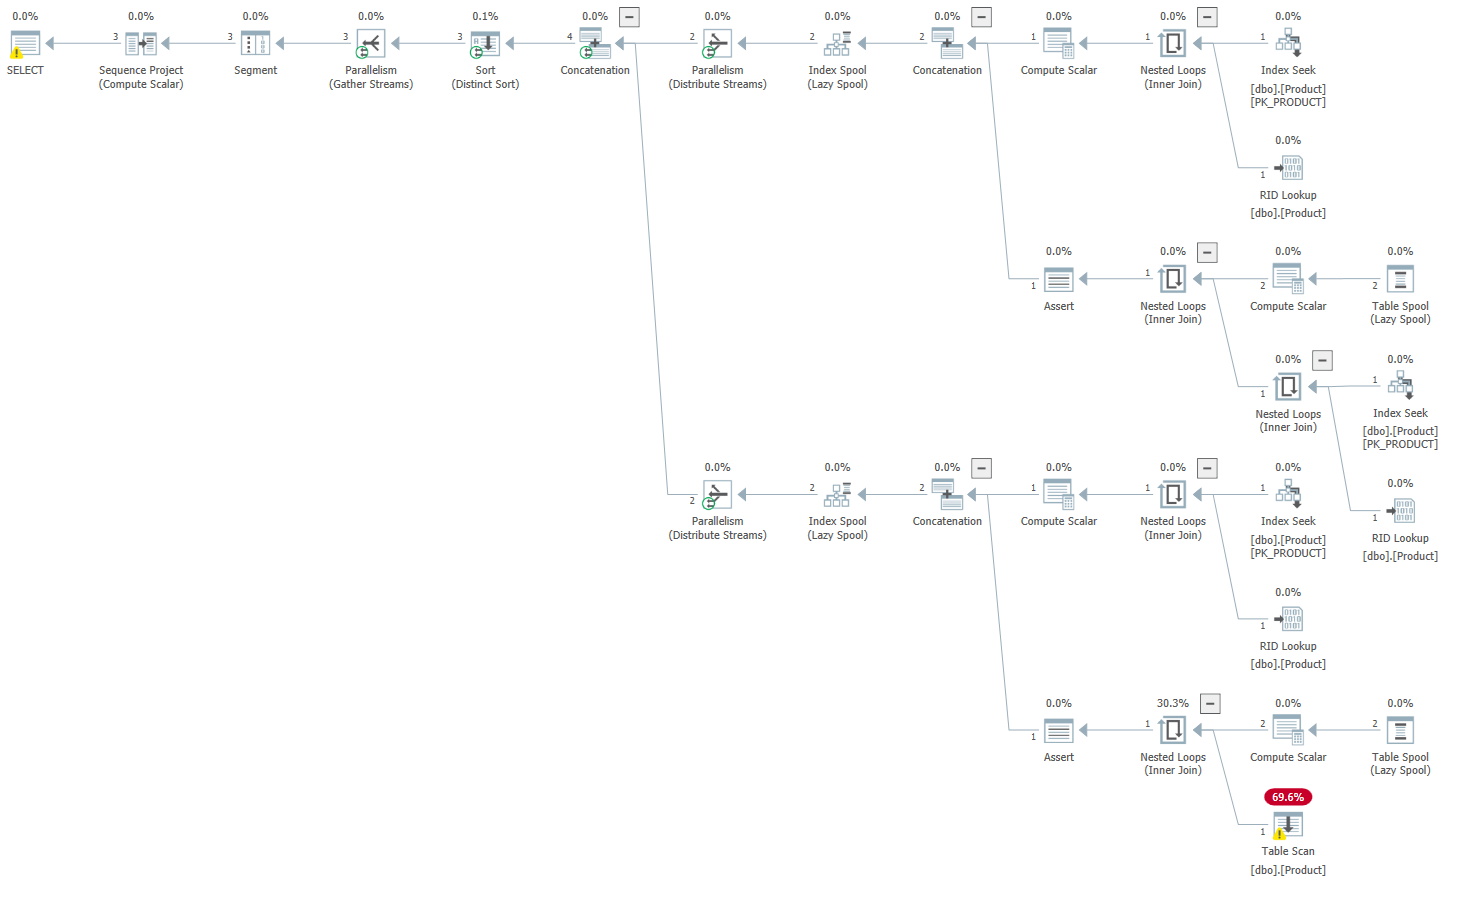 0.0% 0.0% 0.0% 0.0% 0.1% 0.0% 0.0% 0.0% 0.0% 0.0% 0.0% 0.0%
3 3 3 3 4 2 2 2 1 1 1
SELECT Sequence Project Segment Parallelism Sort Concatenation Parallelism Index Spool Concatenation Compute Scalar Nested Loops Index Seek
(Compute Scalar) (Gather Streams) (Distinct Sort) (Distribute Streams) (Lazy Spool) (Inner Join) [dbo].[Product]
[PK_PRODUCT]
0.0%
1
RID Lookup
[dbo].[Product]
0.0% 0.0% 0.0% 0.0%
1 1 2 2
Assert Nested Loops Compute Scalar Table Spool
(Inner Join) (Lazy Spool)
0.0% 0.0%
1 1
Nested Loops Index Seek
(Inner Join) [dbo].[Product]
[PK_PRODUCT]
0.0% 0.0% 0.0% 0.0% 0.0% 0.0%
2 2 2 1 1 1
Parallelism Index Spool Concatenation Compute Scalar Nested Loops Index Seek
(Distribute Streams) (Lazy Spool) (Inner Join) [dbo].[Product]
[PK_PRODUCT]
0.0%
1
RID Lookup
[dbo].[Product]
0.0%
1
RID Lookup
[dbo].[Product]
0.0% 30.3% 0.0% 0.0%
1 1 2 2
Assert Nested Loops Compute Scalar Table Spool
(Inner Join) (Lazy Spool)
69.6%
1
Table Scan
[dbo].[Product]